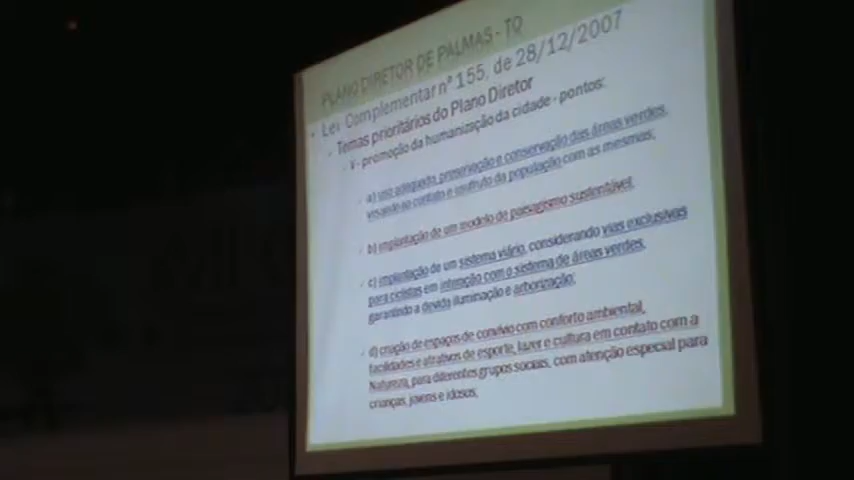 PLANO DIRETOR DE PALMAS - TO
• Lei Complementar nº 155, de 28/12/2007
- Temas prioritários do Plano Diretor
- V - promoção da humanização da cidade - pontos:
a) uso adequado, preservação e conservação das áreas verdes,
visando ao contato e usufruto da população com as mesmas;
b) implantação de um modelo de paisagismo sustentável;
c) implantação de um sistema viário, considerando vias exclusivas
para ciclistas em interação com o sistema de áreas verdes,
garantindo a devida iluminação e arborização;
d) criação de espaços de convívio com conforto ambiental,
facilidades e atrativos de esporte, lazer e cultura em contato com a
Natureza, para diferentes grupos sociais, com atenção especial para
crianças, jovens e idosos;